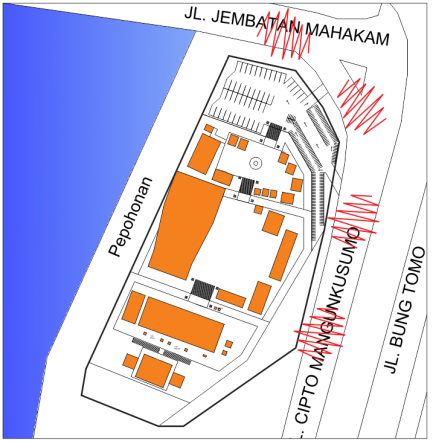 JL. JEMBATAN MAHAKAM
Pepohonan
. CIPTO MANGUNKUSUMO
JL. BUNG TOMO